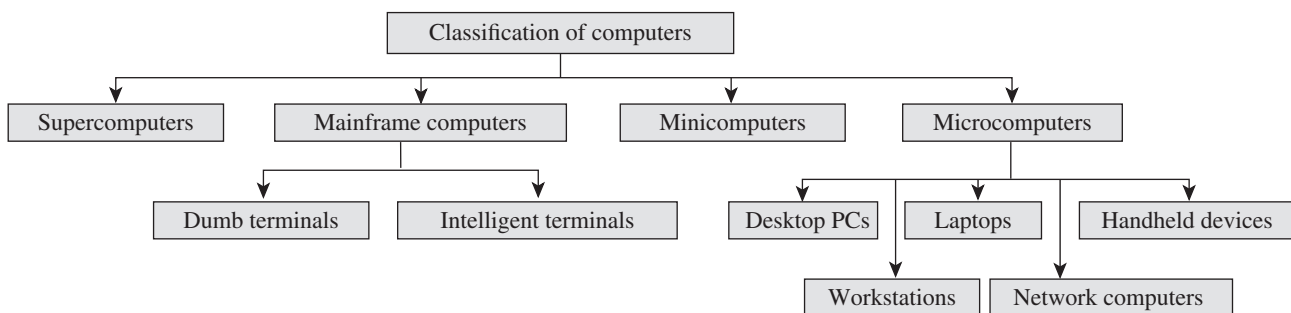 Classification of computers
Supercomputers
Mainframe computers
Minicomputers
Microcomputers
Dumb terminals
Intelligent terminals
Desktop PCs
Laptops
Handheld devices
Workstations
Network computers